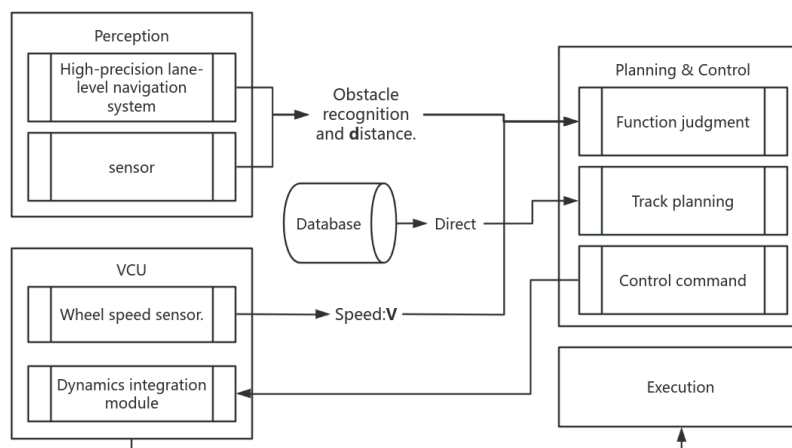 Perception
High-precision lane-
level navigation
system
sensor
Obstacle
recognition
and distance.
Planning & Control
Function judgment
Track planning
Control command
Database
Direct
VCU
Wheel speed sensor.
Speed:V
Dynamics integration
module
Execution